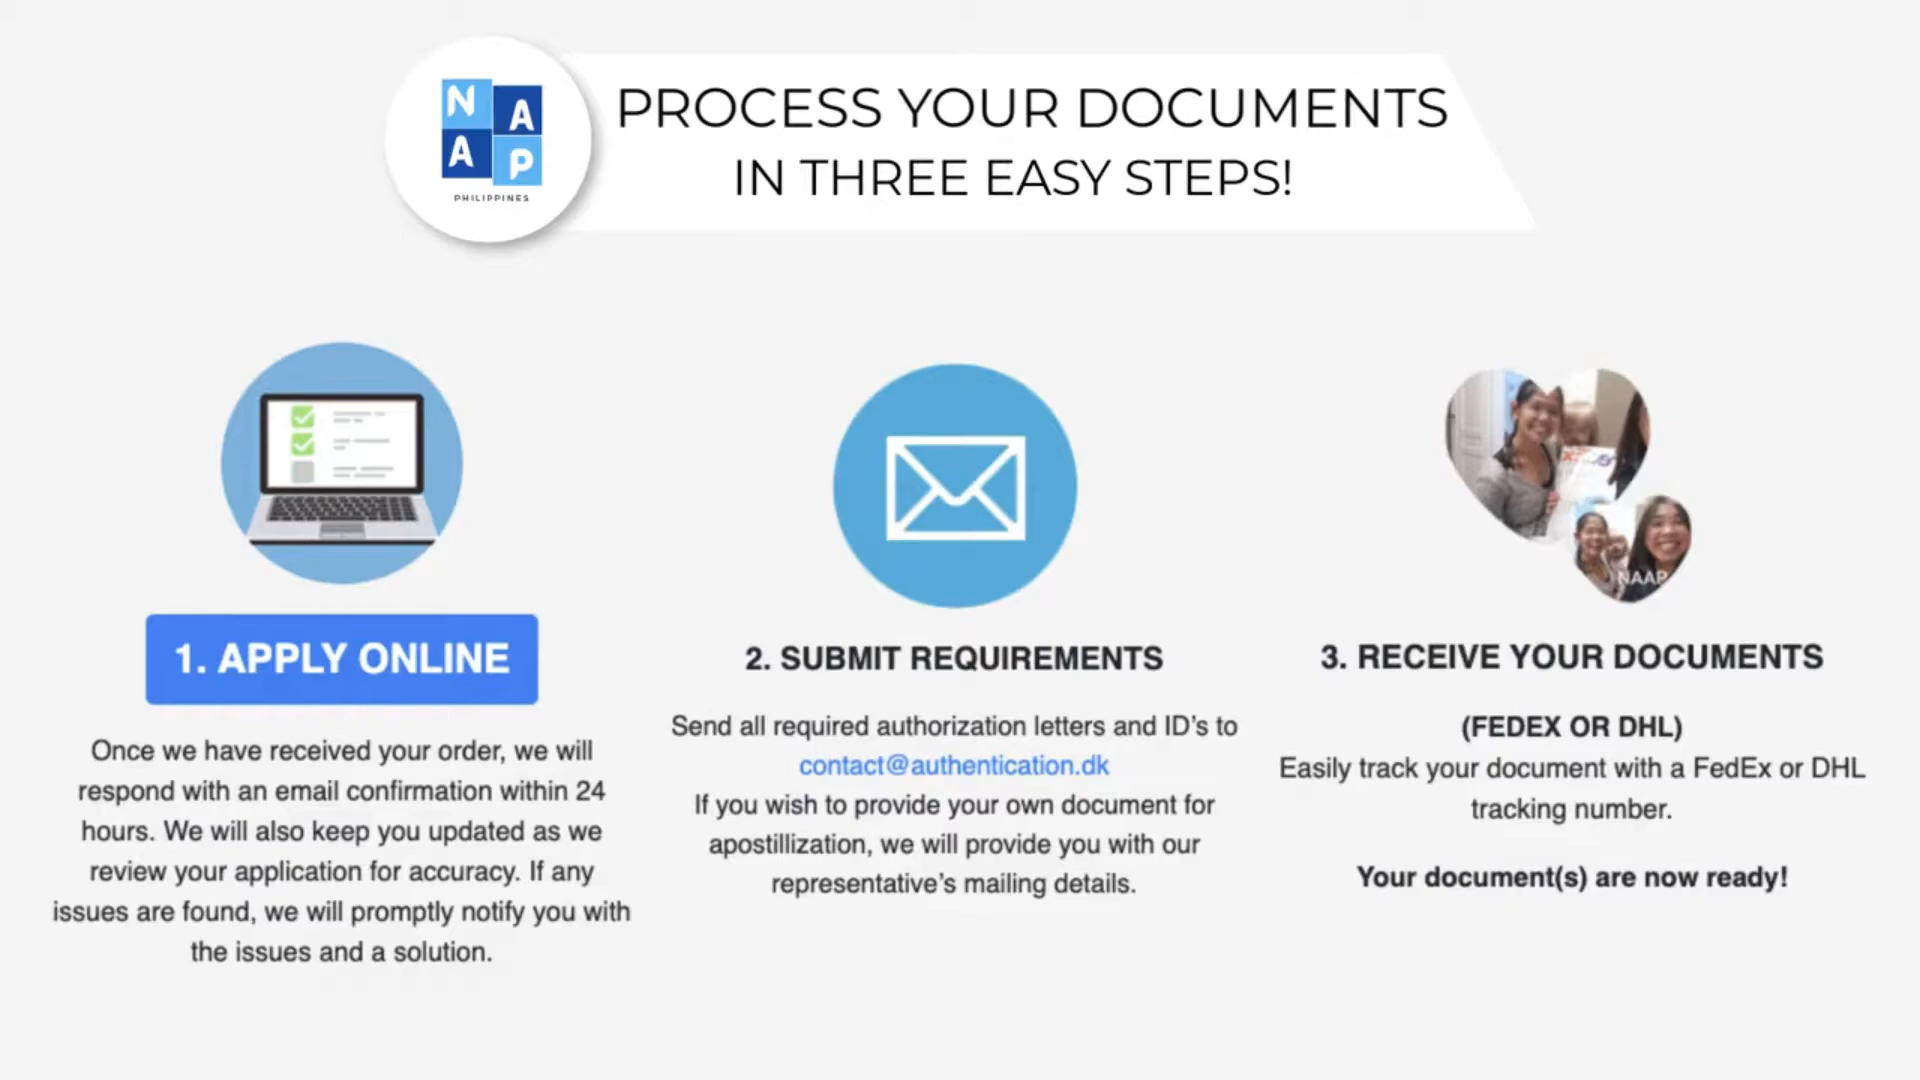 N
A
A
P
PHILIPPINES
PROCESS YOUR DOCUMENTS
IN THREE EASY STEPS!
1. APPLY ONLINE
Once we have received your order, we will
respond with an email confirmation within 24
hours. We will also keep you updated as we
review your application for accuracy. If any
issues are found, we will promptly notify you with
the issues and a solution.
2. SUBMIT REQUIREMENTS
Send all required authorization letters and ID’s to
contact@authentication.dk
If you wish to provide your own document for
apostillization, we will provide you with our
representative’s mailing details.
NAAP
3. RECEIVE YOUR DOCUMENTS
(FEDEX OR DHL)
Easily track your document with a FedEx or DHL
tracking number.
Your document(s) are now ready!